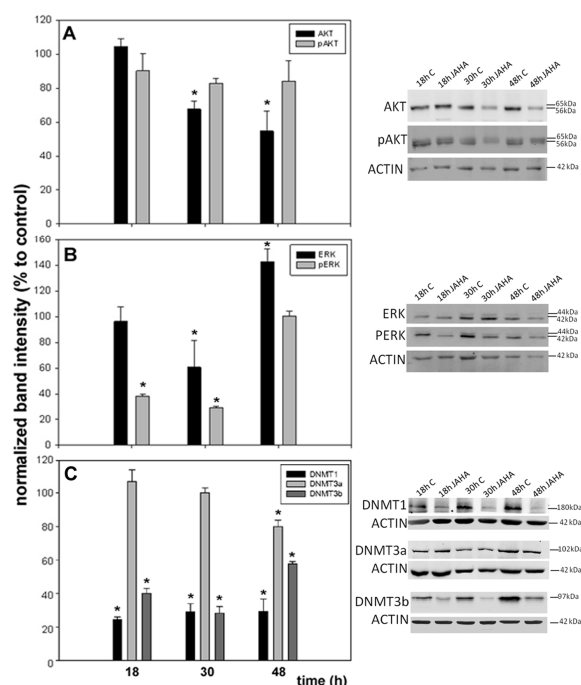 normalized band intensity (% to control)
A
AKT
pAKT
120
100
80
60
40
20
0
*
*
B
ERK
pERK
160
140
120
100
80
60
40
20
0
*
*
*
*
C
DNMT1
DNMT3a
DNMT3b
120
100
80
60
40
20
0
*
*
*
*
*
*
*
18
30
48
time (h)
18h C
18h JAHA
30h C
30h JAHA
48h C
48h JAHA
AKT
65kDa
56kDa
pAKT
65kDa
56kDa
ACTIN
42 kDa
18h C
18h JAHA
30h C
30h JAHA
48h C
48h JAHA
ERK
44kDa
42kDa
PERK
44kDa
42kDa
ACTIN
42 kDa
18h C
18h JAHA
30h C
30h JAHA
48h C
48h JAHA
DNMT1
180kDa
ACTIN
42 kDa
DNMT3a
102kDa
ACTIN
42 kDa
DNMT3b
97kDa
ACTIN
42 kDa